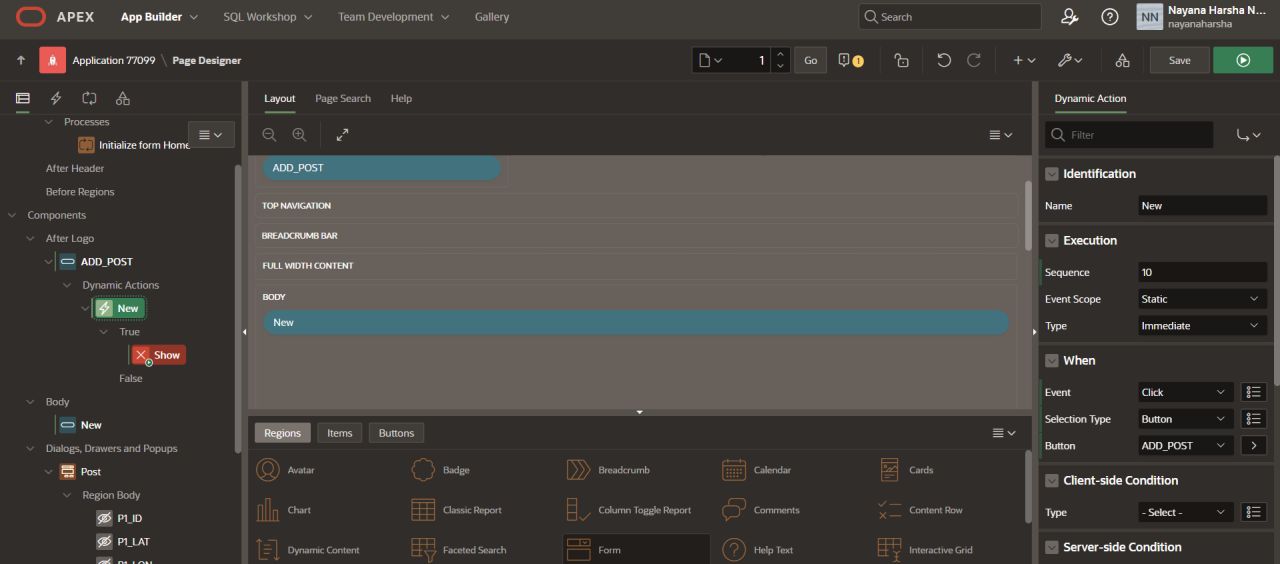 APEX App Builder SQL Workshop Team Development Gallery Search NN Nayana Harsha N...
nayanaharsha
Application 77099 \ Page Designer 1 Go 1 Save
Layout Page Search Help
Dynamic Action
Processes
Initialize form Home
After Header
Before Regions
Components
After Logo
ADD_POST
Dynamic Actions
New
True
Show
False
Body
New
Dialogs, Drawers and Popups
Post
Region Body
P1_ID
P1_LAT
P1_LON
ADD_POST
TOP NAVIGATION
BREADCRUMB BAR
FULL WIDTH CONTENT
BODY
New
Regions Items Buttons
Avatar Badge Breadcrumb Calendar Cards
Chart Classic Report Column Toggle Report Comments Content Row
Dynamic Content Faceted Search Form Help Text Interactive Grid
Filter
Identification
Name New
Execution
Sequence 10
Event Scope Static
Type Immediate
When
Event Click
Selection Type Button
Button ADD_POST
Client-side Condition
Type - Select -
Server-side Condition